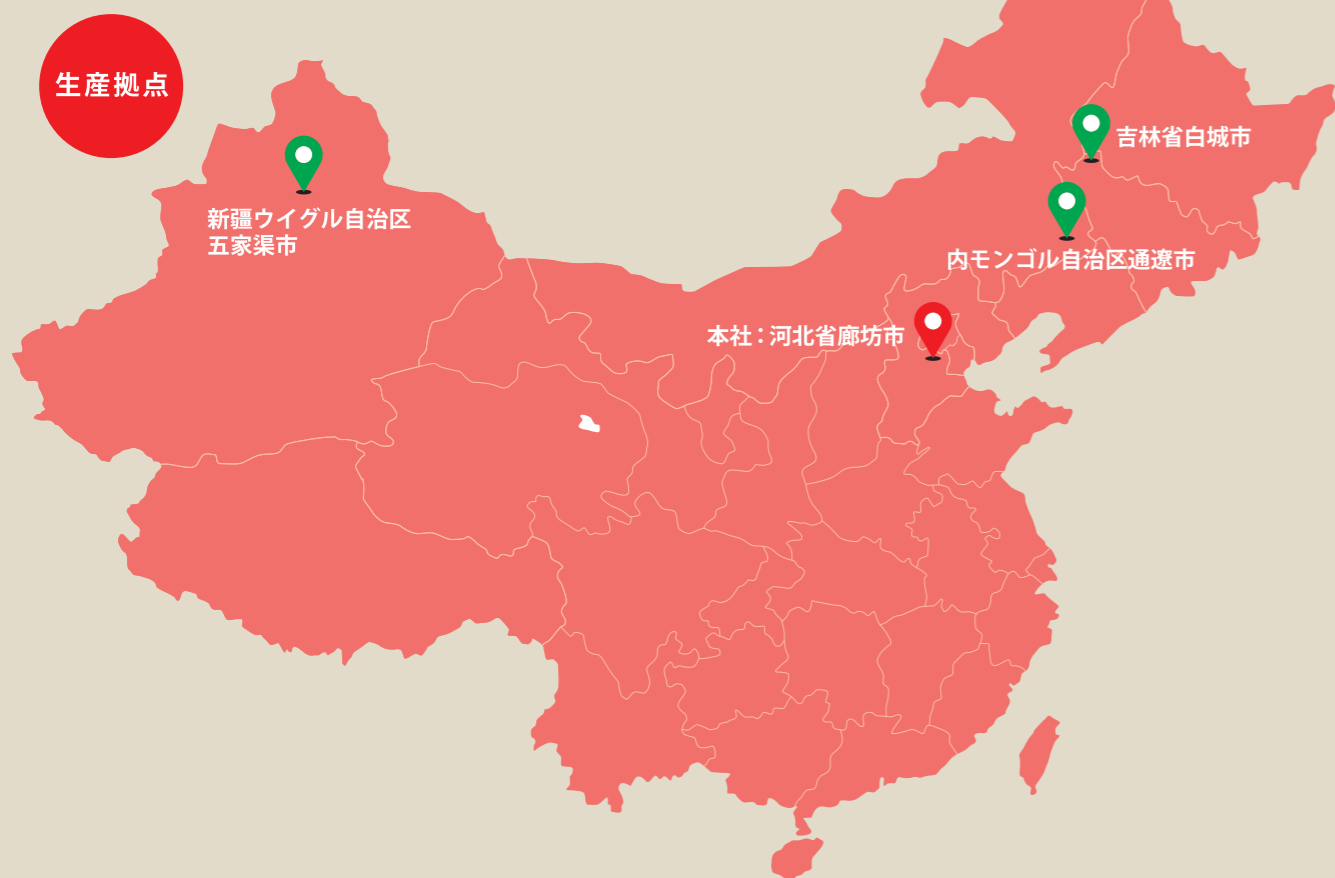 生産拠点
吉林省白城市
新疆ウイグル自治区
五家渠市
内モンゴル自治区通遼市
本社：河北省廊坊市